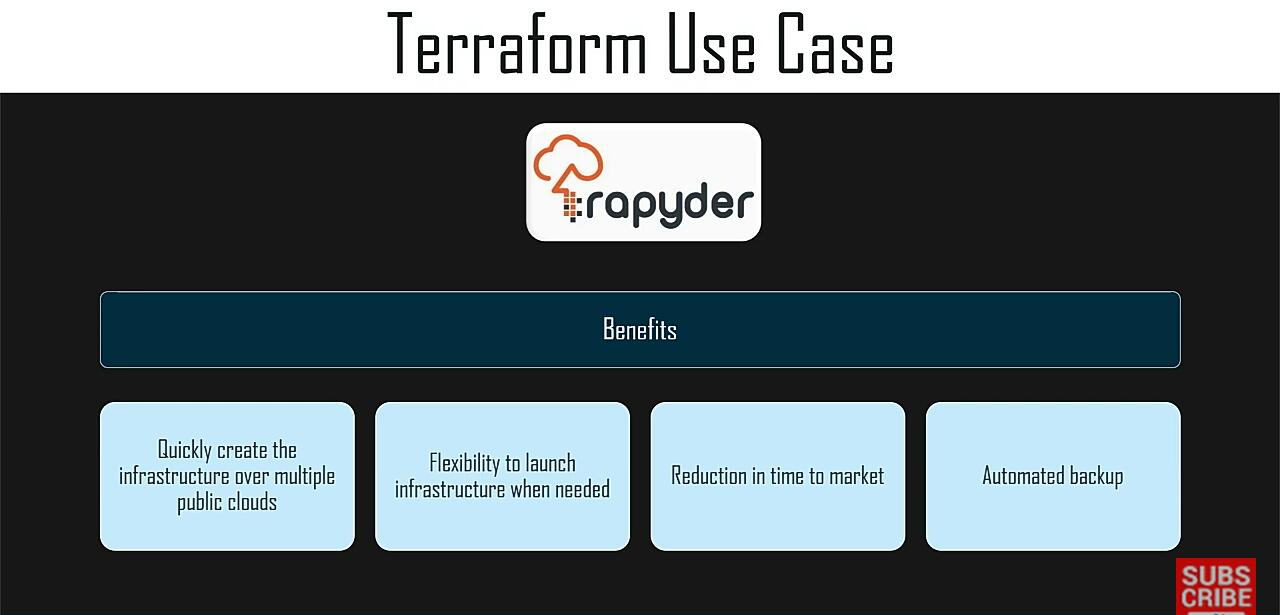 Terraform Use Case
rapyder
Benefits
Quickly create the
infrastructure over multiple
public clouds
Flexibility to launch
infrastructure when needed
Reduction in time to market
Automated backup
SUBS
CRIBE